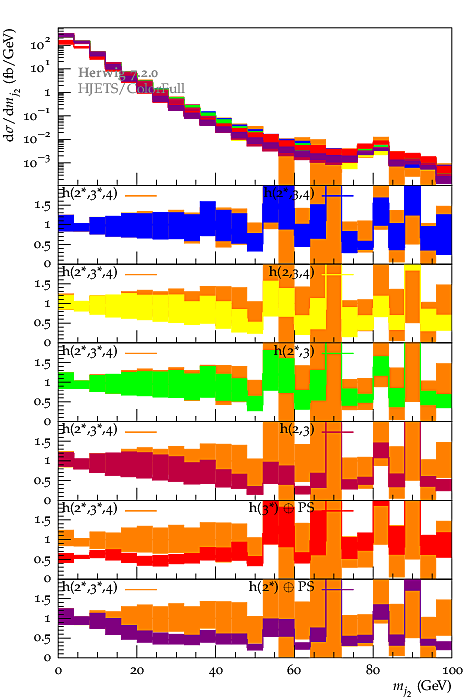 dσ/dm_{j_2} (fb/GeV)
10^2
10
1
10^{-1}
10^{-2}
10^{-3}
Herwig 7.2.0
HJETS/ColorFull
h(2*,3*,4) h(2*,3,4)
1.5
1
0.5
0
h(2*,3*,4) h(2,3,4)
1.5
1
0.5
0
h(2*,3*,4) h(2*,3)
1.5
1
0.5
0
h(2*,3*,4) h(2,3)
1.5
1
0.5
0
h(2*,3*,4) h(3*) ⊕ PS
1.5
1
0.5
0
h(2*,3*,4) h(2*) ⊕ PS
1.5
1
0.5
0
0 20 40 60 80 100
m_{j_2} (GeV)